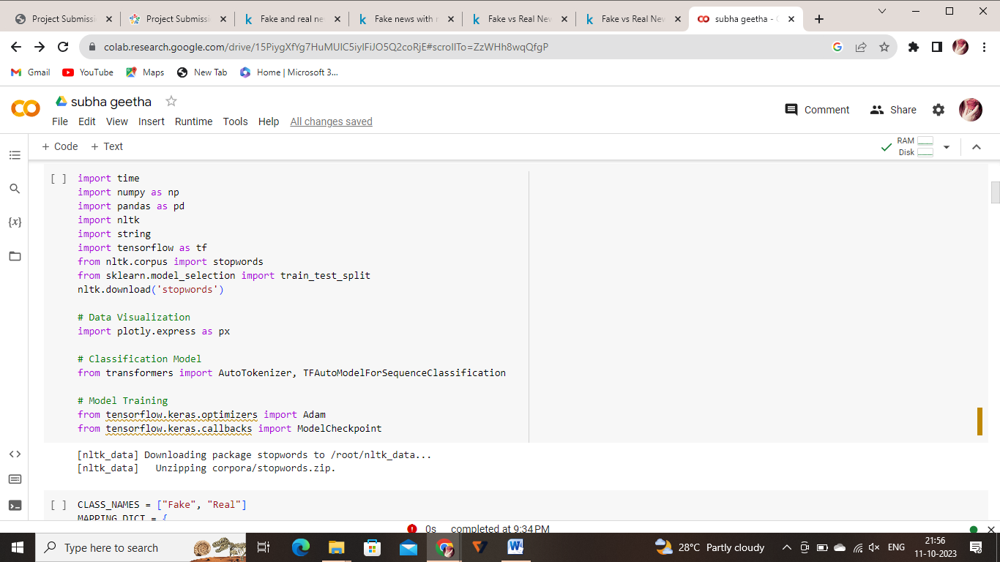 Project Submissi
Project Submissi
Fake and real ne
Fake news with r
Fake vs Real New
Fake vs Real New
subha geetha - C
colab.research.google.com/drive/15PiygXfYg7HuMUlC5iylFiJO5Q2coRjE#scrollTo=ZzWHh8wqQfgP
Gmail YouTube Maps New Tab Home | Microsoft 3...
subha geetha
Comment Share
File Edit View Insert Runtime Tools Help All changes saved
+ Code + Text
RAM
Disk
{x}
[ ] import time
import numpy as np
import pandas as pd
import nltk
import string
import tensorflow as tf
from nltk.corpus import stopwords
from sklearn.model_selection import train_test_split
nltk.download('stopwords')
# Data Visualization
import plotly.express as px
# Classification Model
from transformers import AutoTokenizer, TFAutoModelForSequenceClassification
# Model Training
from tensorflow.keras.optimizers import Adam
from tensorflow.keras.callbacks import ModelCheckpoint
[nltk_data] Downloading package stopwords to /root/nltk_data...
[nltk_data]   Unzipping corpora/stopwords.zip.
[ ] CLASS_NAMES = ["Fake", "Real"]
MAPPING_DICT = {
0s completed at 9:34 PM
Type here to search
28°C Partly cloudy
ENG
21:56
11-10-2023